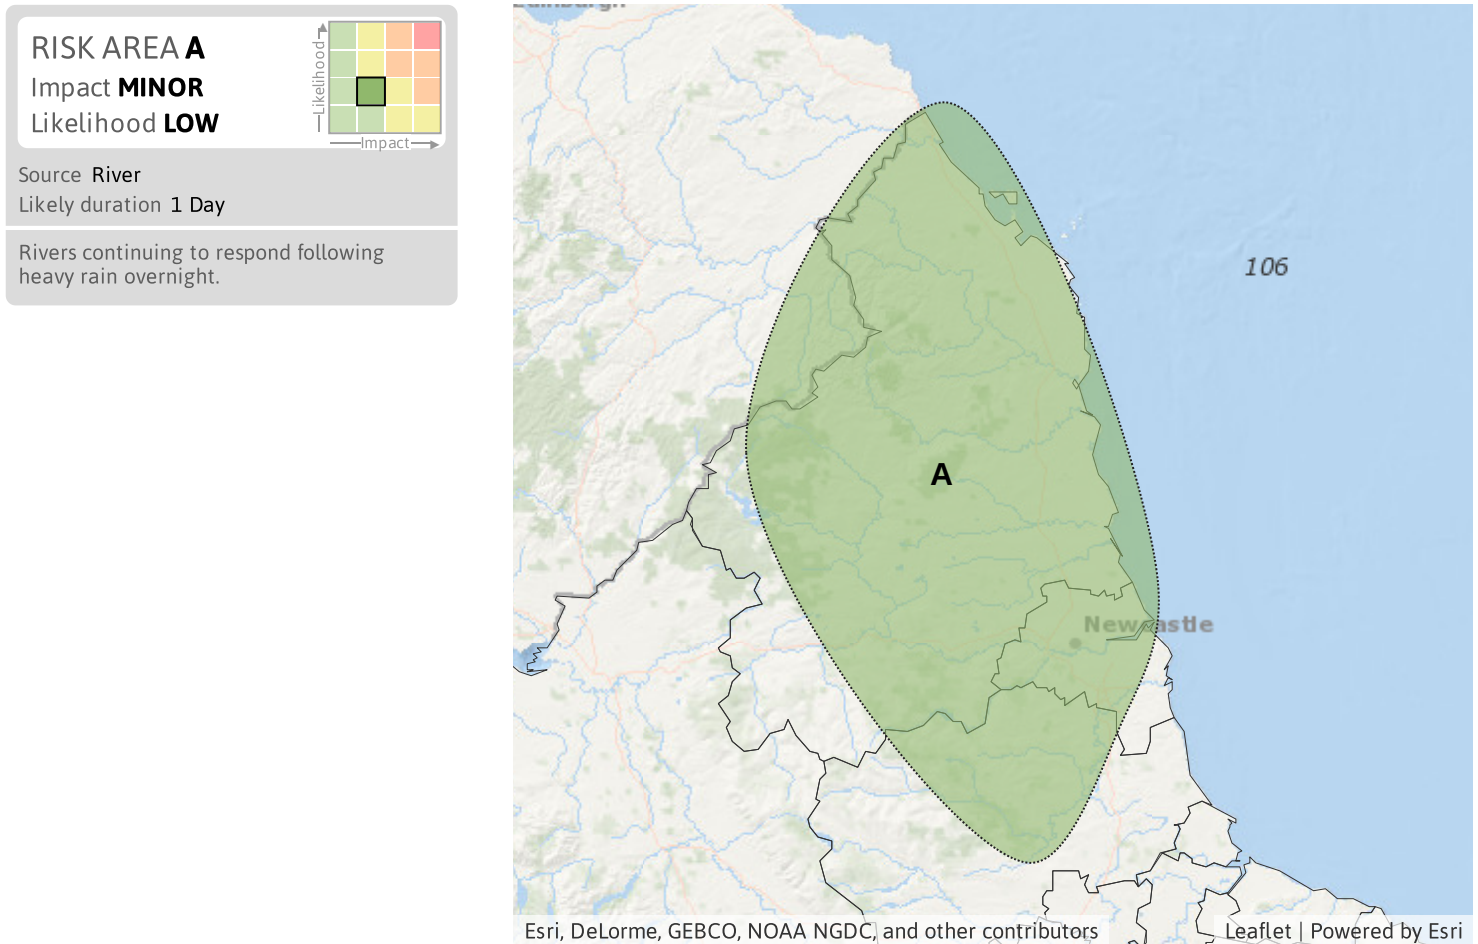 RISK AREA A
Impact MINOR
Likelihood LOW
Likelihood
Impact
Source River
Likely duration 1 Day
Rivers continuing to respond following
heavy rain overnight.
Edinburgh
106
A
Newcastle
Esri, DeLorme, GEBCO, NOAA NGDC, and other contributors
Leaflet | Powered by Esri